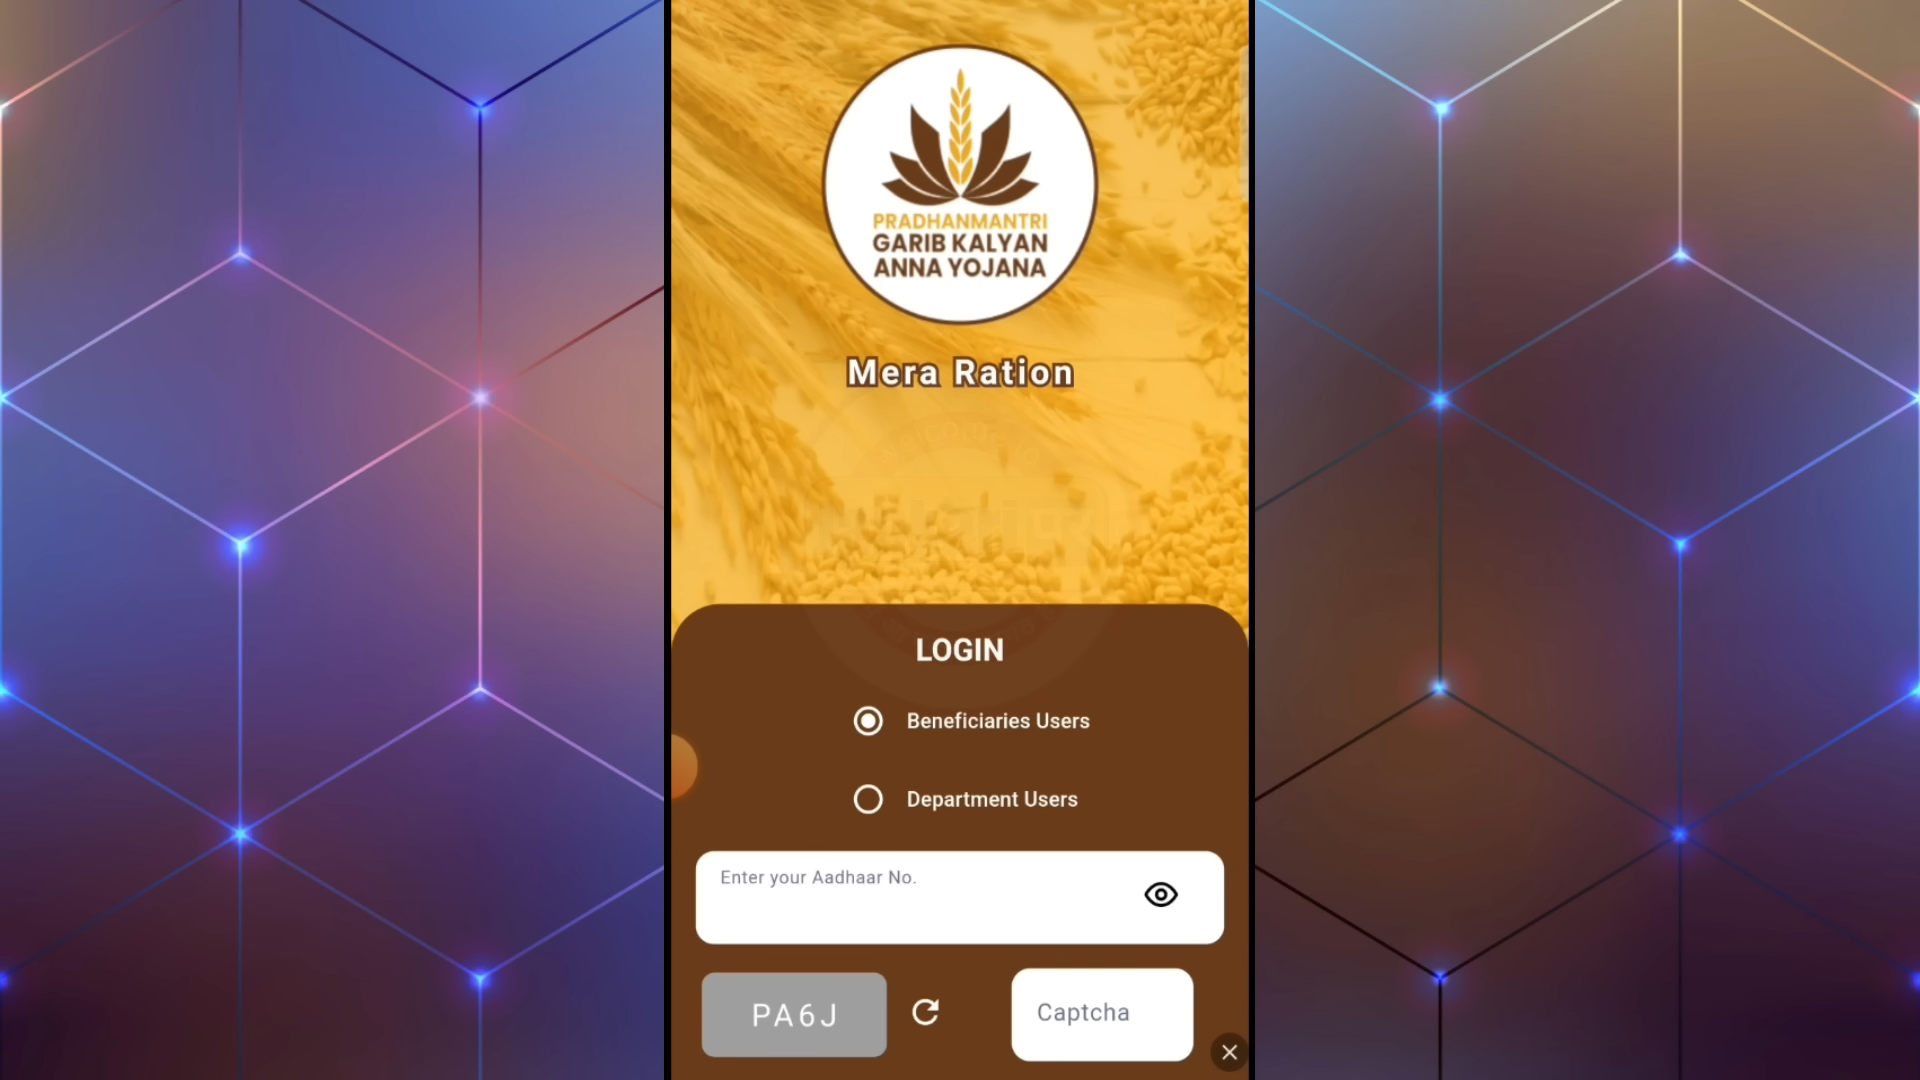 PRADHANMANTRI
GARIB KALYAN
ANNA YOJANA
Mera Ration
LOGIN
Beneficiaries Users
Department Users
Enter your Aadhaar No.
PA6J
Captcha